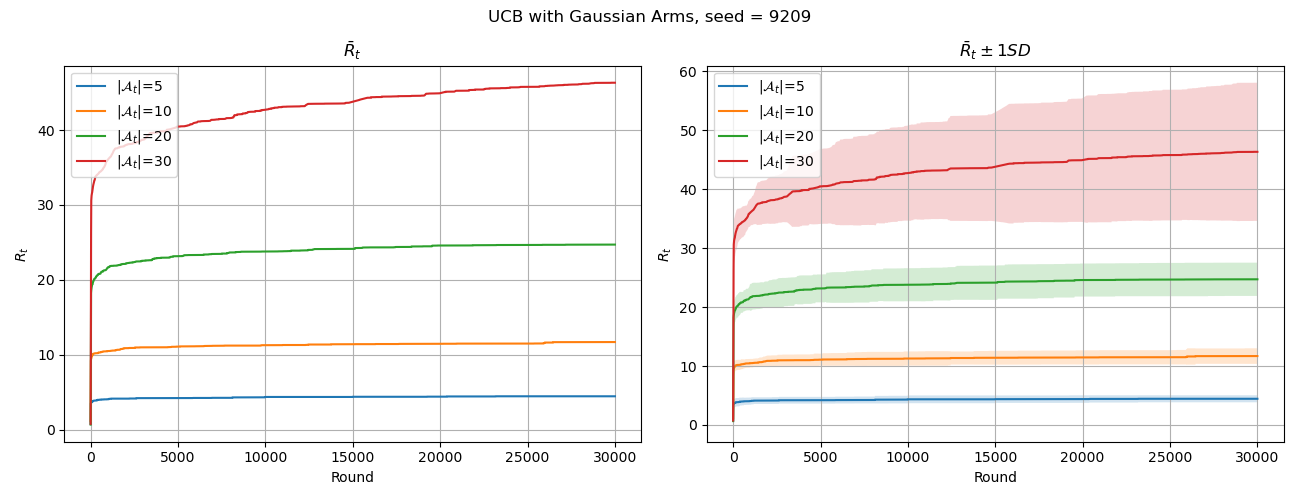 UCB with Gaussian Arms, seed = 9209
R̄ₜ
R̄ₜ ± 1SD
|𝒜ₜ|=5
|𝒜ₜ|=10
|𝒜ₜ|=20
|𝒜ₜ|=30
Rₜ
40
30
20
10
0
0 5000 10000 15000 20000 25000 30000
Round
|𝒜ₜ|=5
|𝒜ₜ|=10
|𝒜ₜ|=20
|𝒜ₜ|=30
Rₜ
60
50
40
30
20
10
0
0 5000 10000 15000 20000 25000 30000
Round